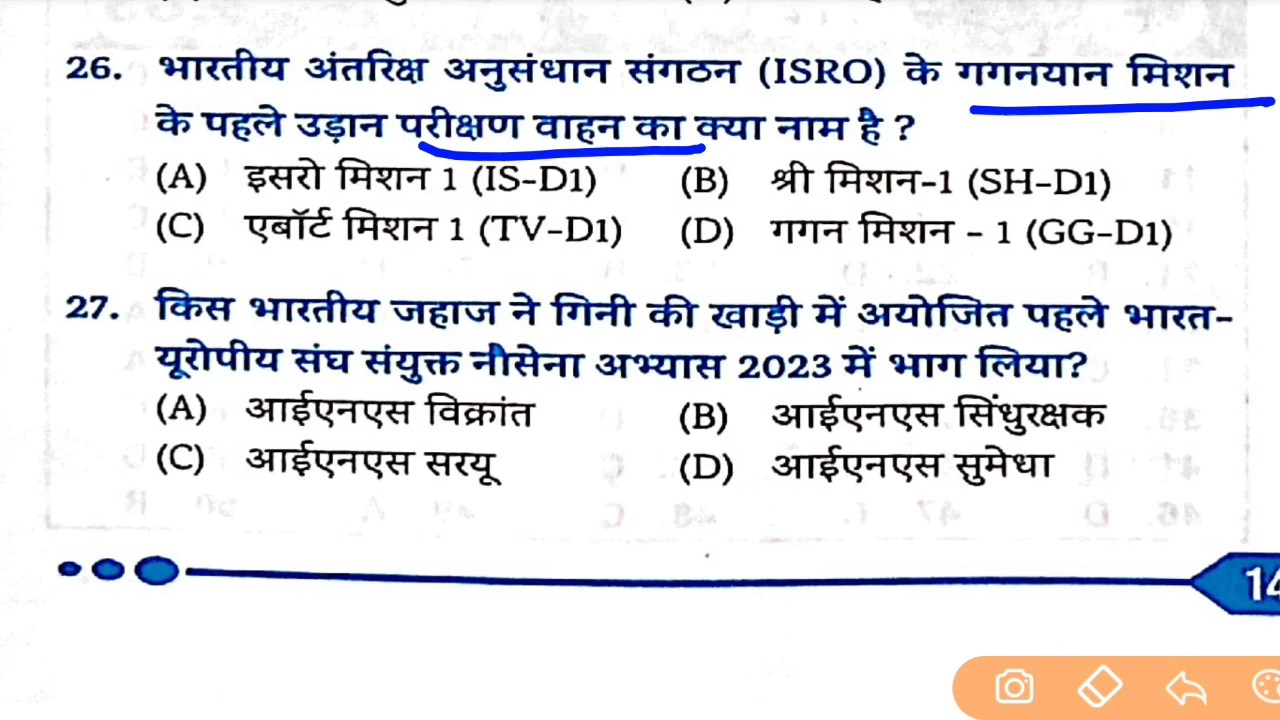 26. भारतीय अंतरिक्ष अनुसंधान संगठन (ISRO) के गगनयान मिशन
के पहले उड़ान परीक्षण वाहन का क्या नाम है ?
(A) इसरो मिशन 1 (IS-D1) (B) श्री मिशन-1 (SH-D1)
(C) एबॉर्ट मिशन 1 (TV-D1) (D) गगन मिशन - 1 (GG-D1)
27. किस भारतीय जहाज ने गिनी की खाड़ी में अयोजित पहले भारत-
यूरोपीय संघ संयुक्त नौसेना अभ्यास 2023 में भाग लिया?
(A) आईएनएस विक्रांत (B) आईएनएस सिंधुरक्षक
(C) आईएनएस सरयू (D) आईएनएस सुमेधा